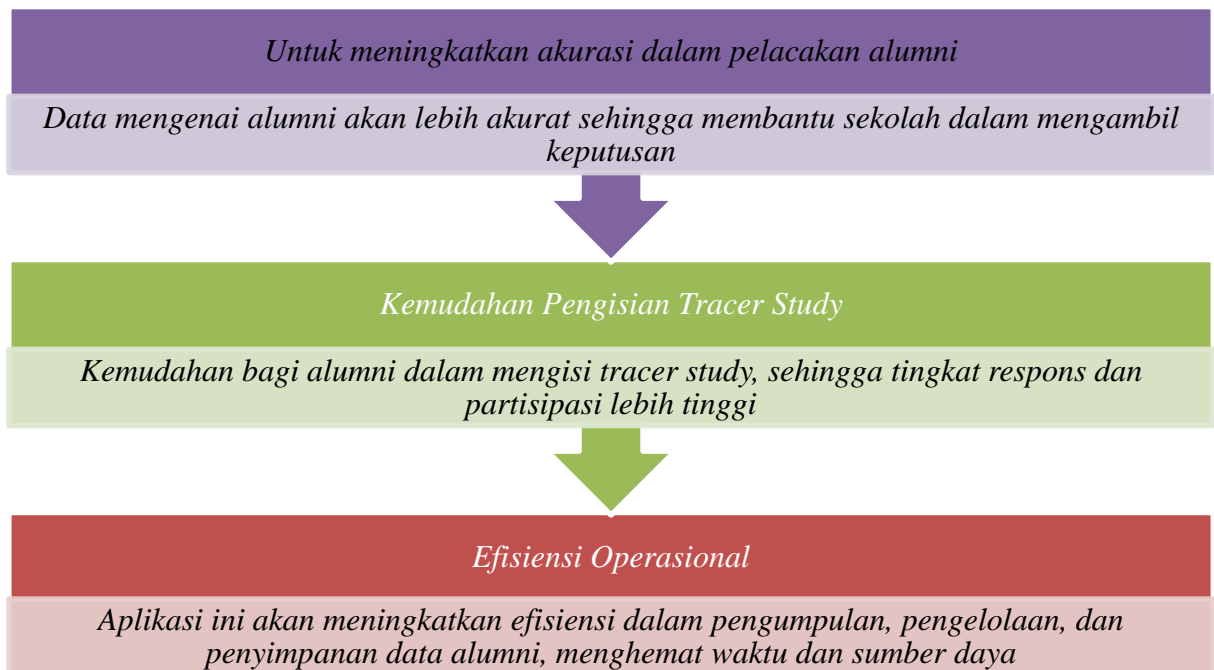 Untuk meningkatkan akurasi dalam pelacakan alumni
Data mengenai alumni akan lebih akurat sehingga membantu sekolah dalam mengambil
keputusan
Kemudahan Pengisian Tracer Study
Kemudahan bagi alumni dalam mengisi tracer study, sehingga tingkat respons dan
partisipasi lebih tinggi
Efisiensi Operasional
Aplikasi ini akan meningkatkan efisiensi dalam pengumpulan, pengelolaan, dan
penyimpanan data alumni, menghemat waktu dan sumber daya